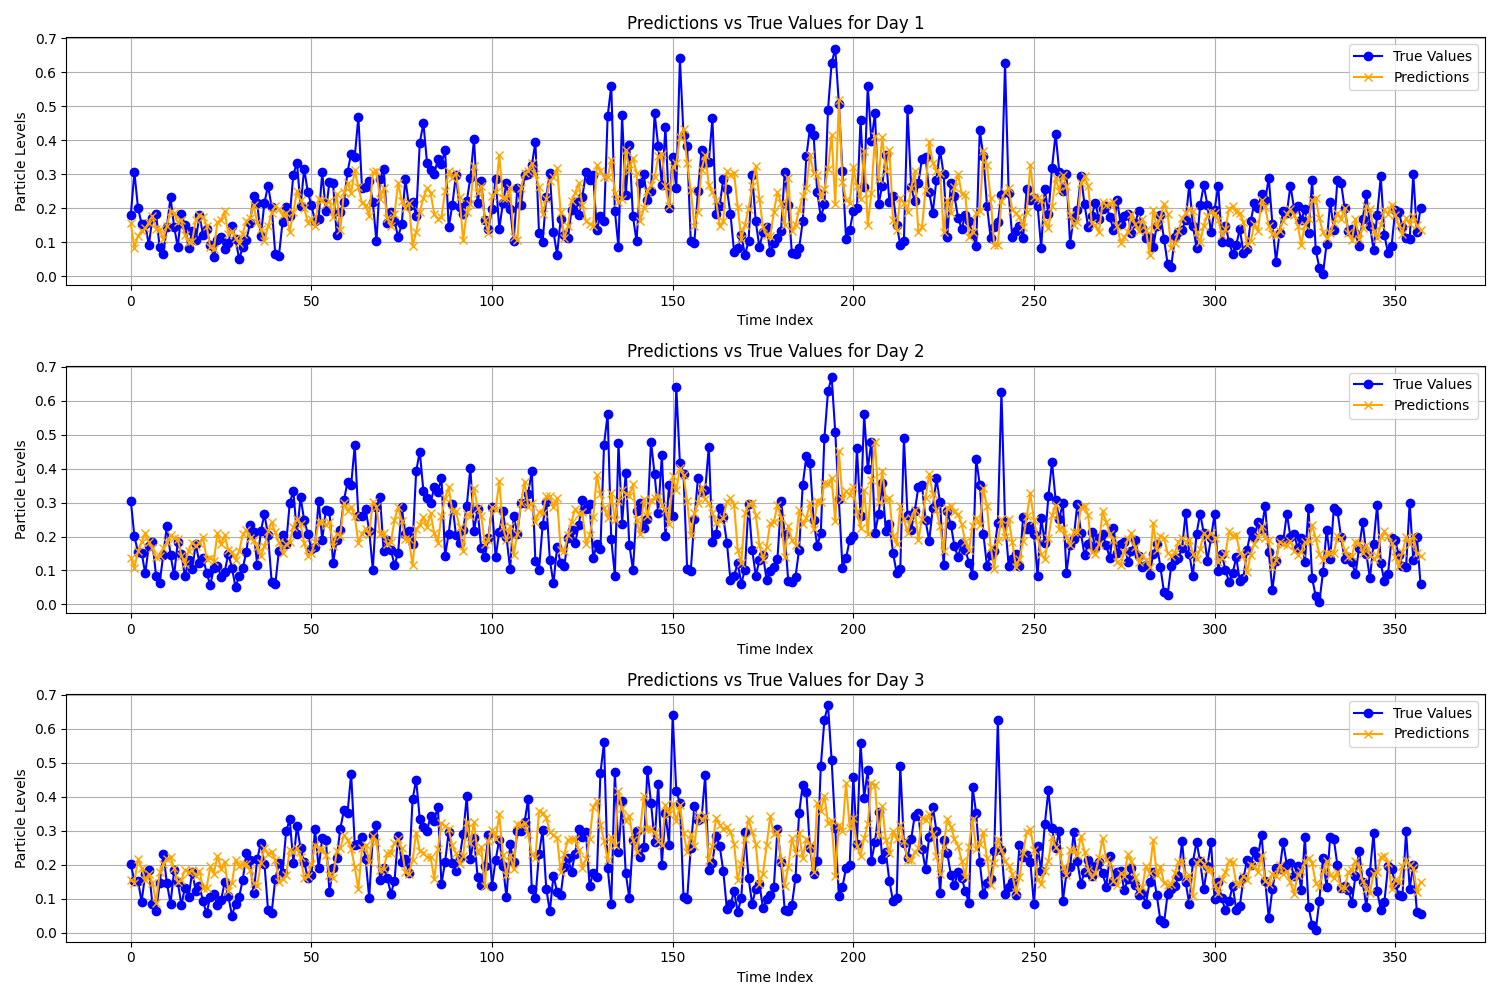 Predictions vs True Values for Day 1
True Values
Predictions
Particle Levels
0.7
0.6
0.5
0.4
0.3
0.2
0.1
0.0
0 50 100 150 200 250 300 350
Time Index
Predictions vs True Values for Day 2
True Values
Predictions
Particle Levels
0.7
0.6
0.5
0.4
0.3
0.2
0.1
0.0
0 50 100 150 200 250 300 350
Time Index
Predictions vs True Values for Day 3
True Values
Predictions
Particle Levels
0.7
0.6
0.5
0.4
0.3
0.2
0.1
0.0
0 50 100 150 200 250 300 350
Time Index